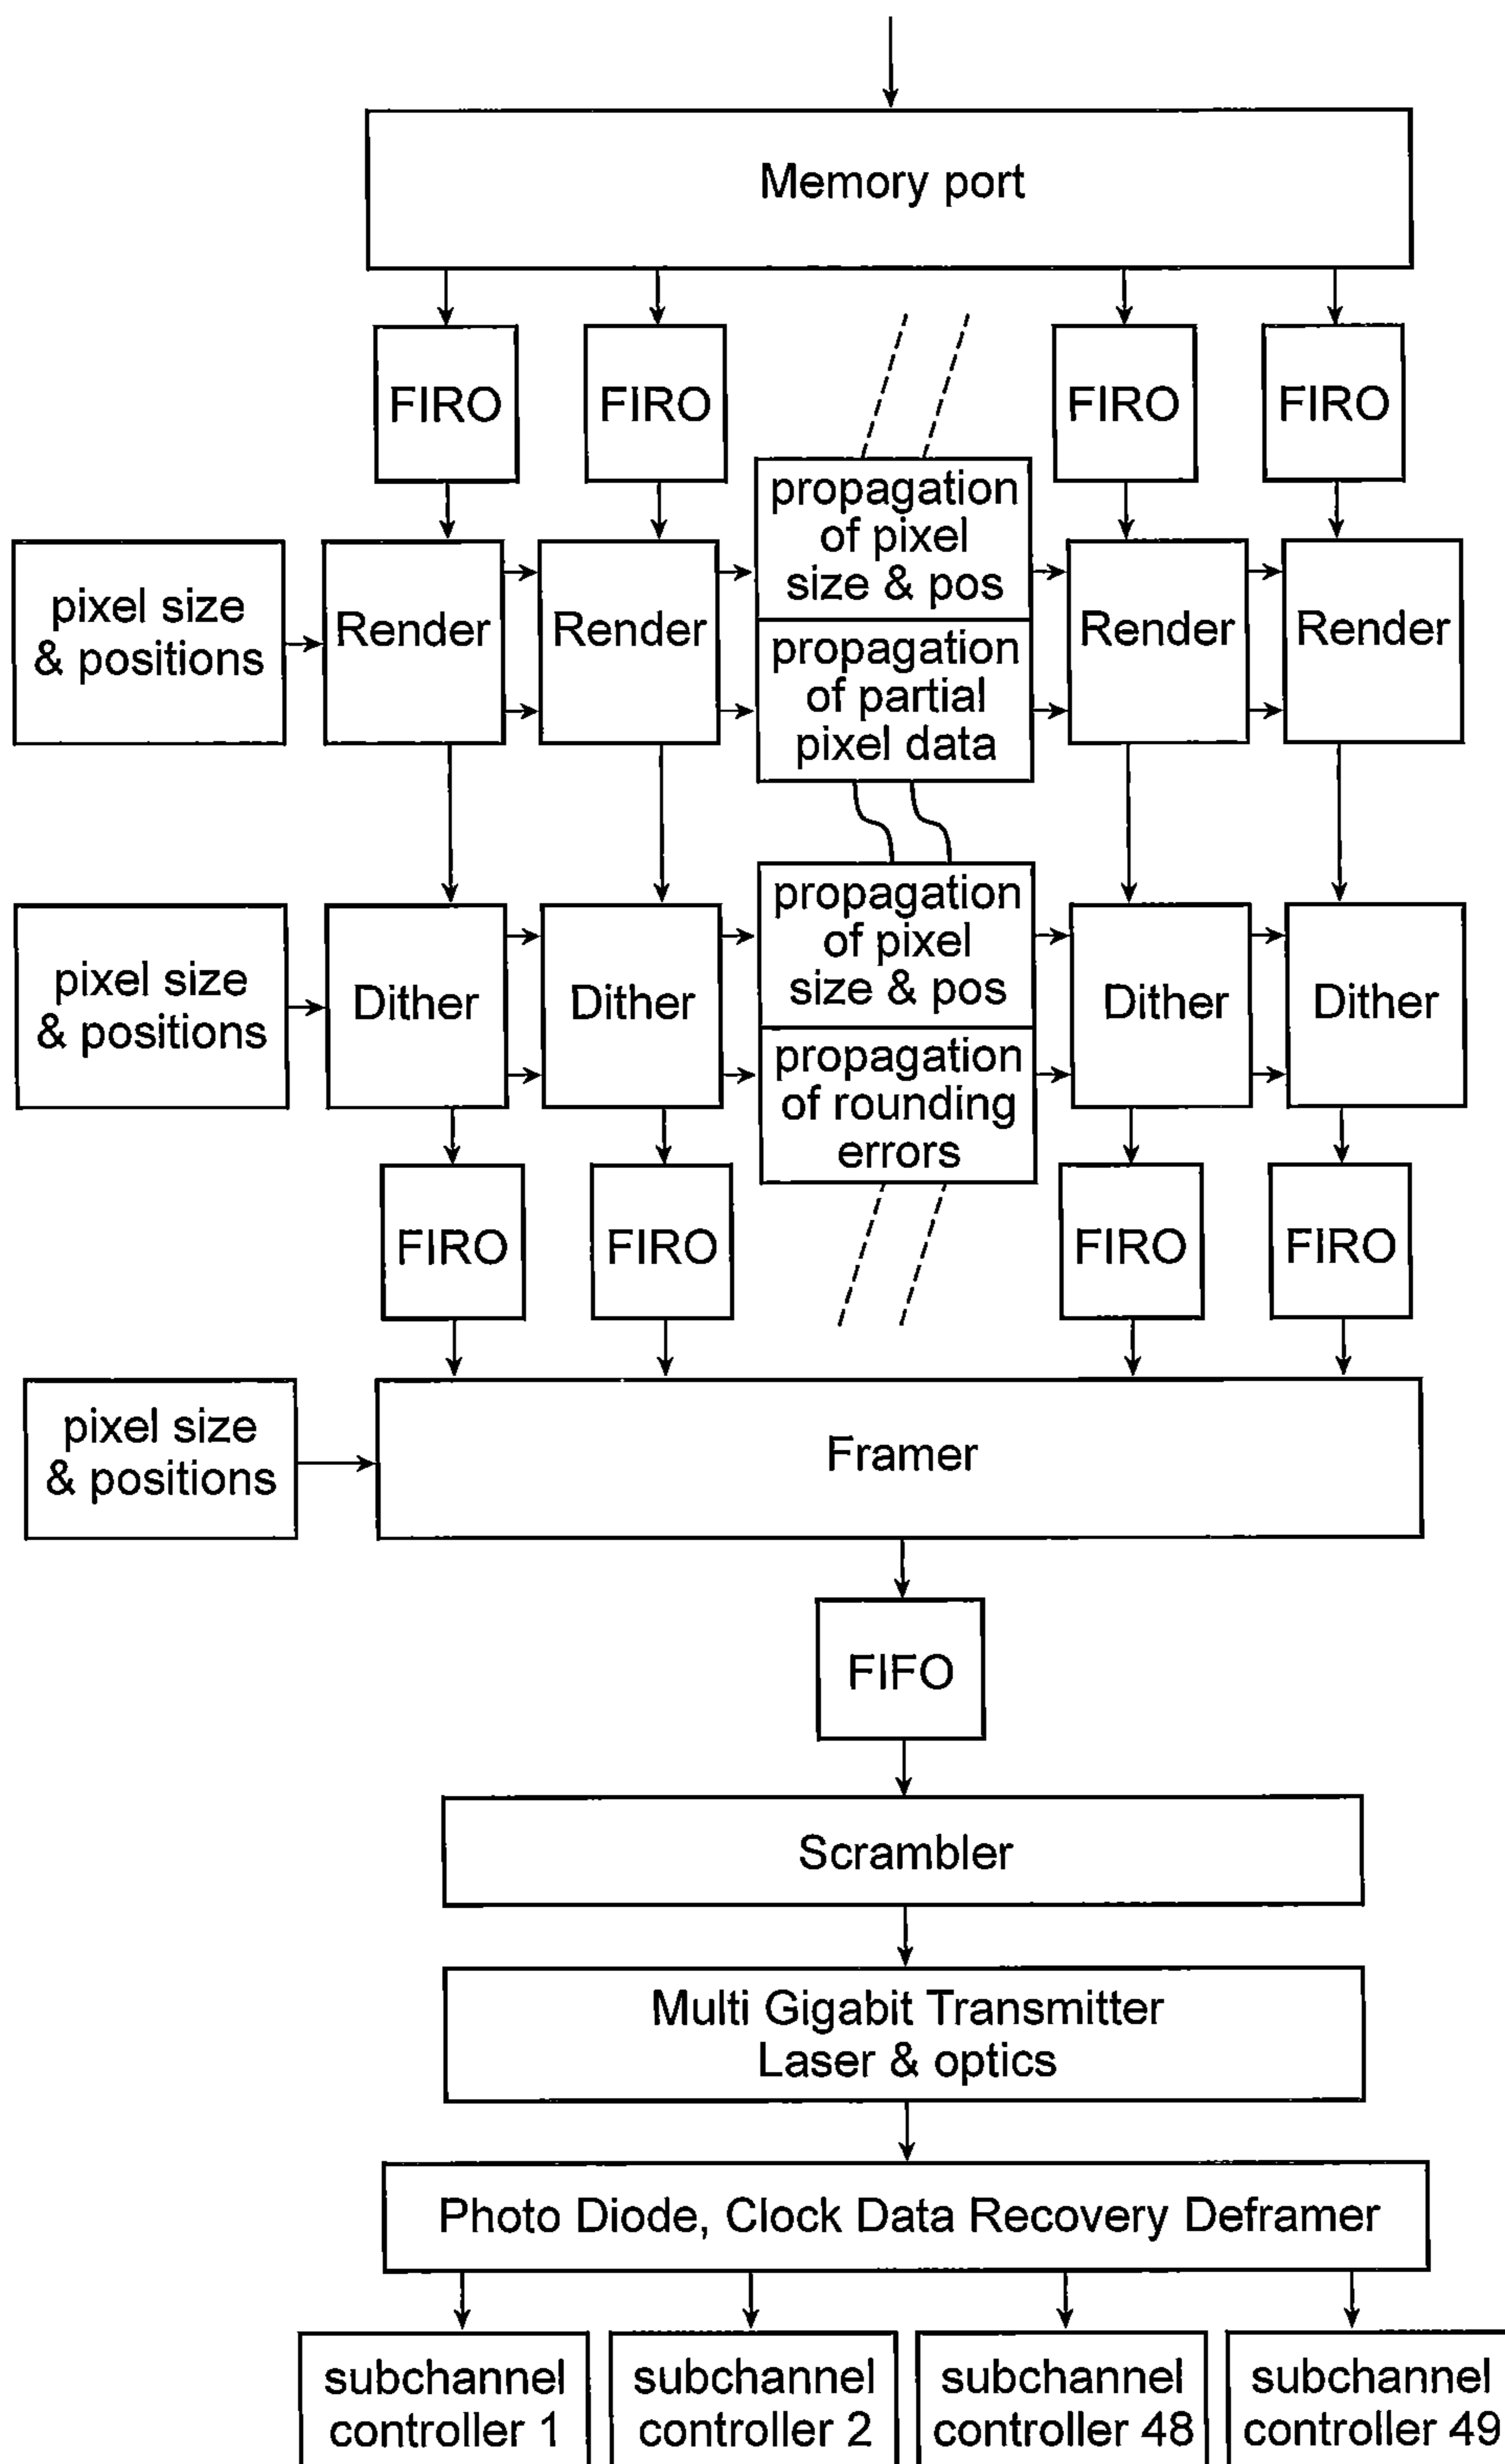 Memory port
FIRO
FIRO
FIRO
FIRO
propagation
of pixel
size & pos
pixel size
& positions
Render
Render
Render
Render
propagation
of partial
pixel data
propagation
of pixel
size & pos
pixel size
& positions
Dither
Dither
Dither
Dither
propagation
of rounding
errors
FIRO
FIRO
FIRO
FIRO
pixel size
& positions
Framer
FIFO
Scrambler
Multi Gigabit Transmitter
Laser & optics
Photo Diode, Clock Data Recovery Deframer
subchannel
controller 1
subchannel
controller 2
subchannel
controller 48
subchannel
controller 49